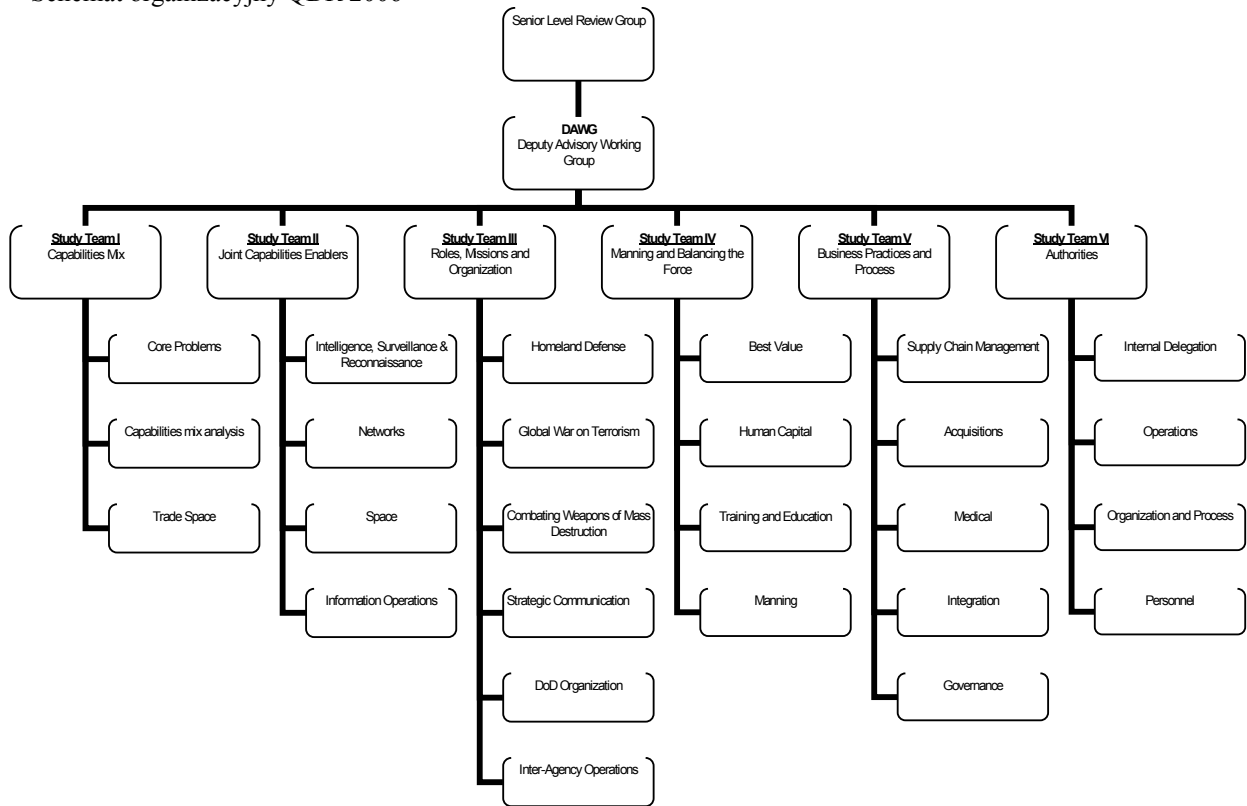 Schemat organizacyjny QDR 2006
Senior Level Review Group
DAWG
Deputy Advisory Working
Group
Study Team I
Capabilities Mix
Study Team II
Joint Capabilities Enablers
Study Team III
Roles, Missions and
Organization
Study Team IV
Manning and Balancing the
Force
Study Team V
Business Practices and
Process
Study Team VI
Authorities
Core Problems
Capabilities mix analysis
Trade Space
Intelligence, Surveillance &
Reconnaissance
Networks
Space
Information Operations
Homeland Defense
Global War on Terrorism
Combating Weapons of Mass
Destruction
Strategic Communication
DoD Organization
Inter-Agency Operations
Best Value
Human Capital
Training and Education
Manning
Supply Chain Management
Acquisitions
Medical
Integration
Governance
Internal Delegation
Operations
Organization and Process
Personnel